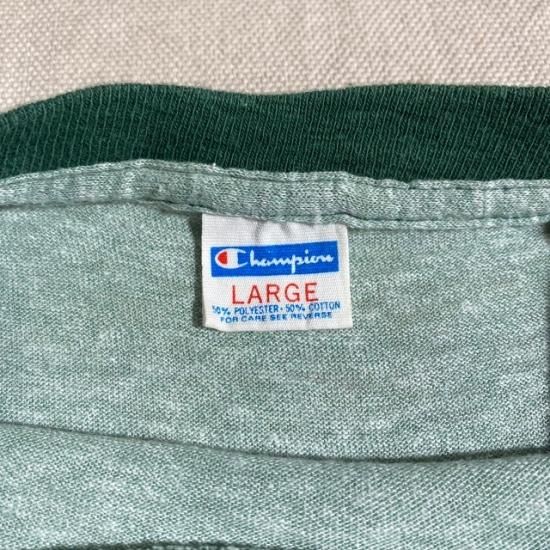 Champion
LARGE
50% POLYESTER · 50% COTTON
FOR CARE SEE REVERSE